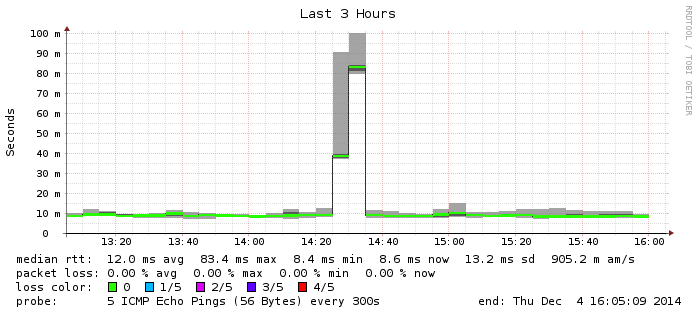 Last 3 Hours
RRDTOOL / TOBI OETIKER
Seconds
100 m
90 m
80 m
70 m
60 m
50 m
40 m
30 m
20 m
10 m
0
13:20 13:40 14:00 14:20 14:40 15:00 15:20 15:40 16:00
median rtt: 12.0 ms avg 83.4 ms max 8.4 ms min 8.6 ms now 13.2 ms sd 905.2 m am/s
packet loss: 0.00 % avg 0.00 % max 0.00 % min 0.00 % now
loss color: 0 1/5 2/5 3/5 4/5
probe: 5 ICMP Echo Pings (56 Bytes) every 300s end: Thu Dec 4 16:05:09 2014